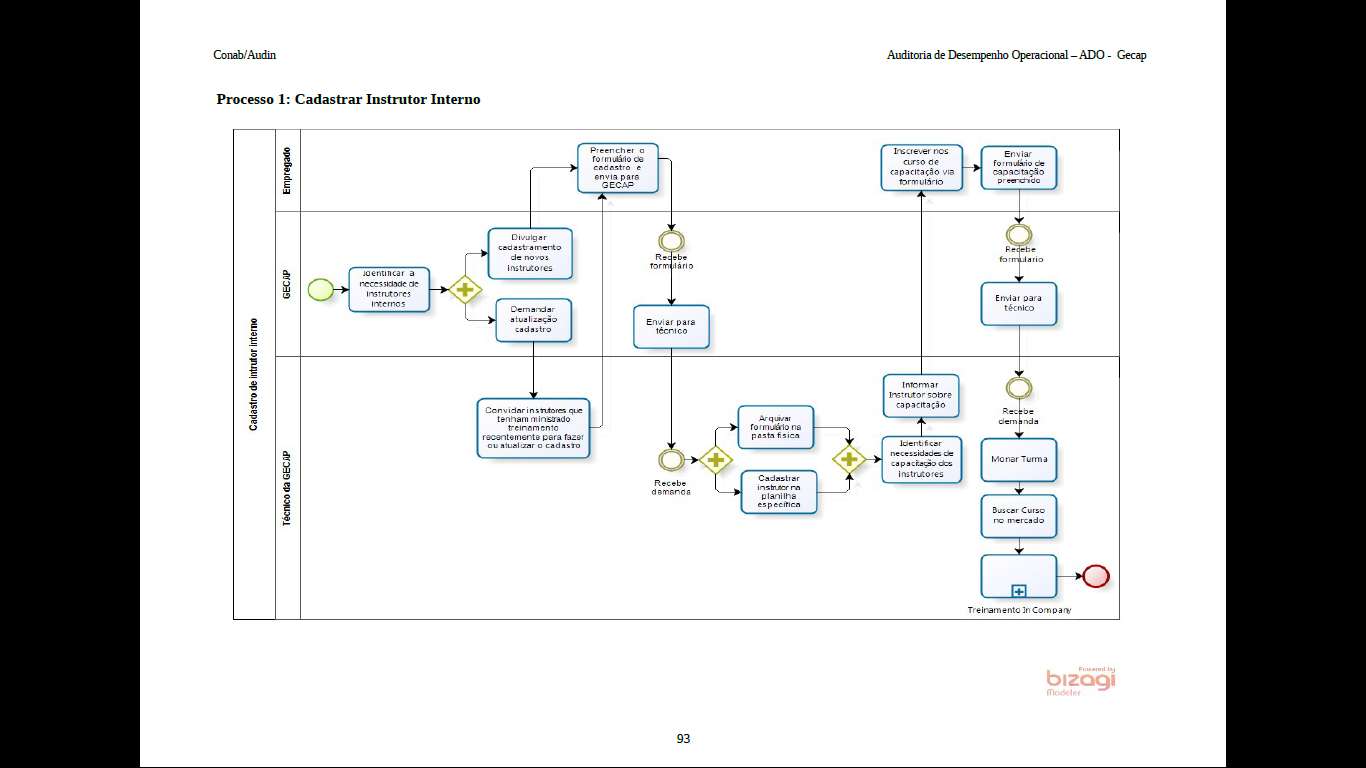 Conab/Audin
Auditoria de Desempenho Operacional – ADO - Gecap
Processo 1: Cadastrar Instrutor Interno
Cadastro de intrutor interno
Empregado
GECAP
Técnico da GECAP
Identificar a
necessidade de
instrutores
internos
Divulgar
cadastramento
de novos
instrutores
Demandar
atualização
cadastro
Convidar instrutores que
tenham ministrado
treinamento
recentemente para fazer
ou atualizar o cadastro
Preencher o
formulário de
cadastro e
envia para
GECAP
Recebe
formulário
Enviar para
técnico
Recebe
demanda
Arquivar
formulário na
pasta física
Cadastrar
instrutor na
planilha
específica
Identificar
necessidades de
capacitação dos
instrutores
Informar
Instrutor sobre
capacitação
Inscrever nos
curso de
capacitação via
formulário
Enviar
formulário de
capacitação
preenchido
Recebe
formulario
Enviar para
técnico
Recebe
demanda
Monar Turma
Buscar Curso
no mercado
Treinamento In Company
Powered by
bizagi
Modeler
93